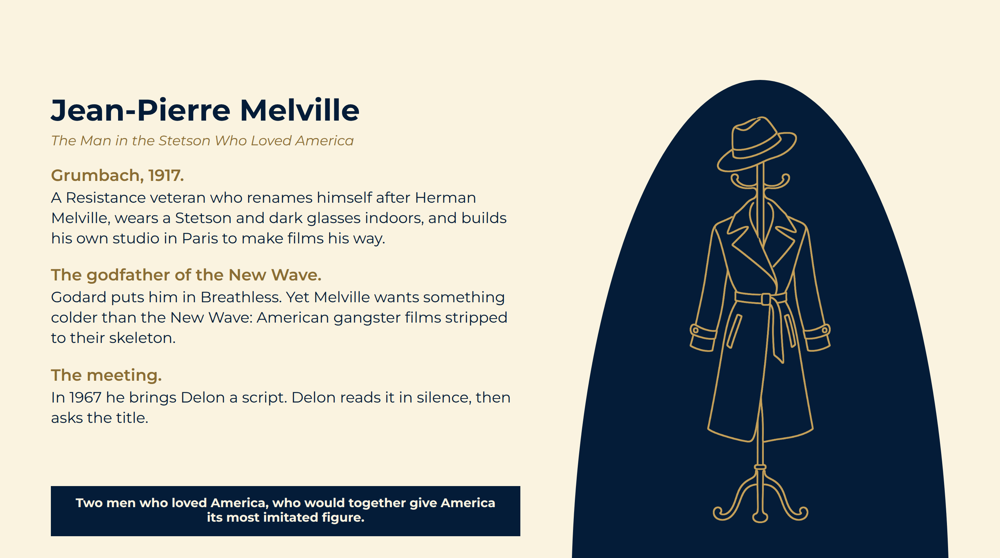 Jean-Pierre Melville
The Man in the Stetson Who Loved America
Grumbach, 1917.
A Resistance veteran who renames himself after Herman
Melville, wears a Stetson and dark glasses indoors, and builds
his own studio in Paris to make films his way.
The godfather of the New Wave.
Godard puts him in Breathless. Yet Melville wants something
colder than the New Wave: American gangster films stripped
to their skeleton.
The meeting.
In 1967 he brings Delon a script. Delon reads it in silence, then
asks the title.
Two men who loved America, who would together give America
its most imitated figure.